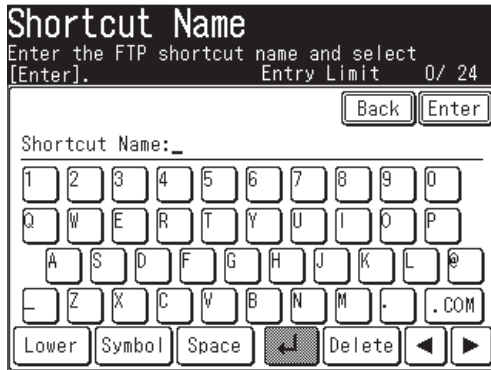 Shortcut Name
Enter the FTP shortcut name and select
[Enter]. Entry Limit 0/ 24
Back Enter
Shortcut Name:_
1 2 3 4 5 6 7 8 9 0
Q W E R T Y U I O P
A S D F G H J K L @
_ Z X C V B N M . .COM
Lower Symbol Space ↵ Delete ◀ ▶